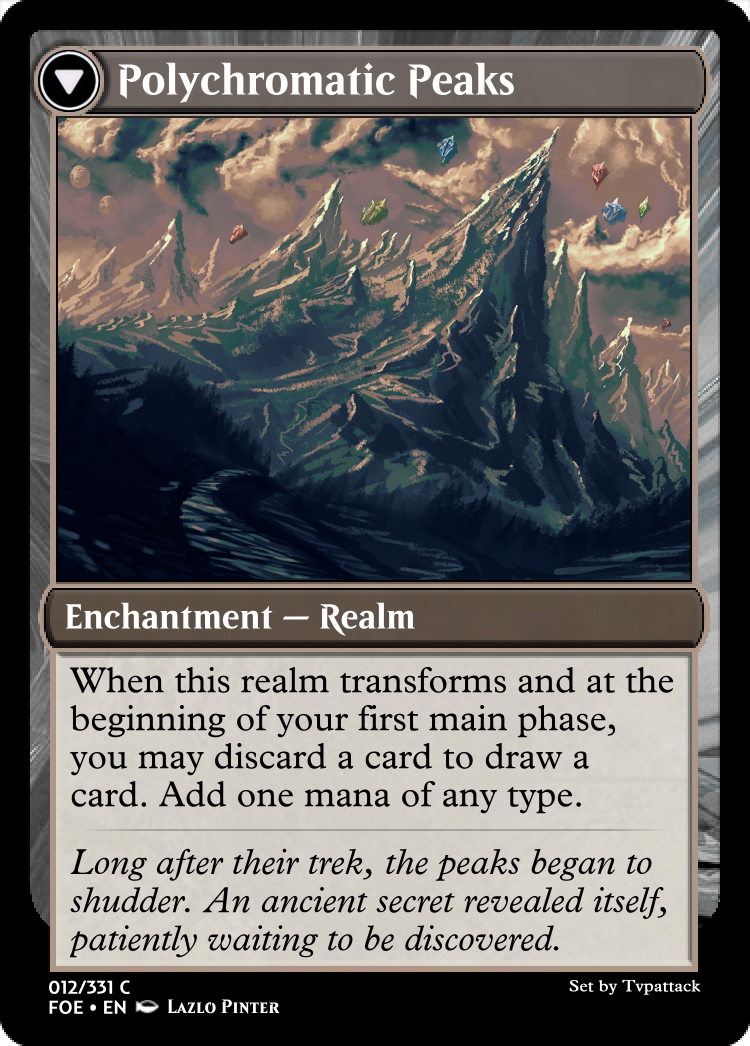 Polychromatic Peaks
Enchantment — Realm
When this realm transforms and at the
beginning of your first main phase,
you may discard a card to draw a
card. Add one mana of any type.
Long after their trek, the peaks began to
shudder. An ancient secret revealed itself,
patiently waiting to be discovered.
012/331 C
Set by Tvpattack
FOE • EN Lazlo Pinter